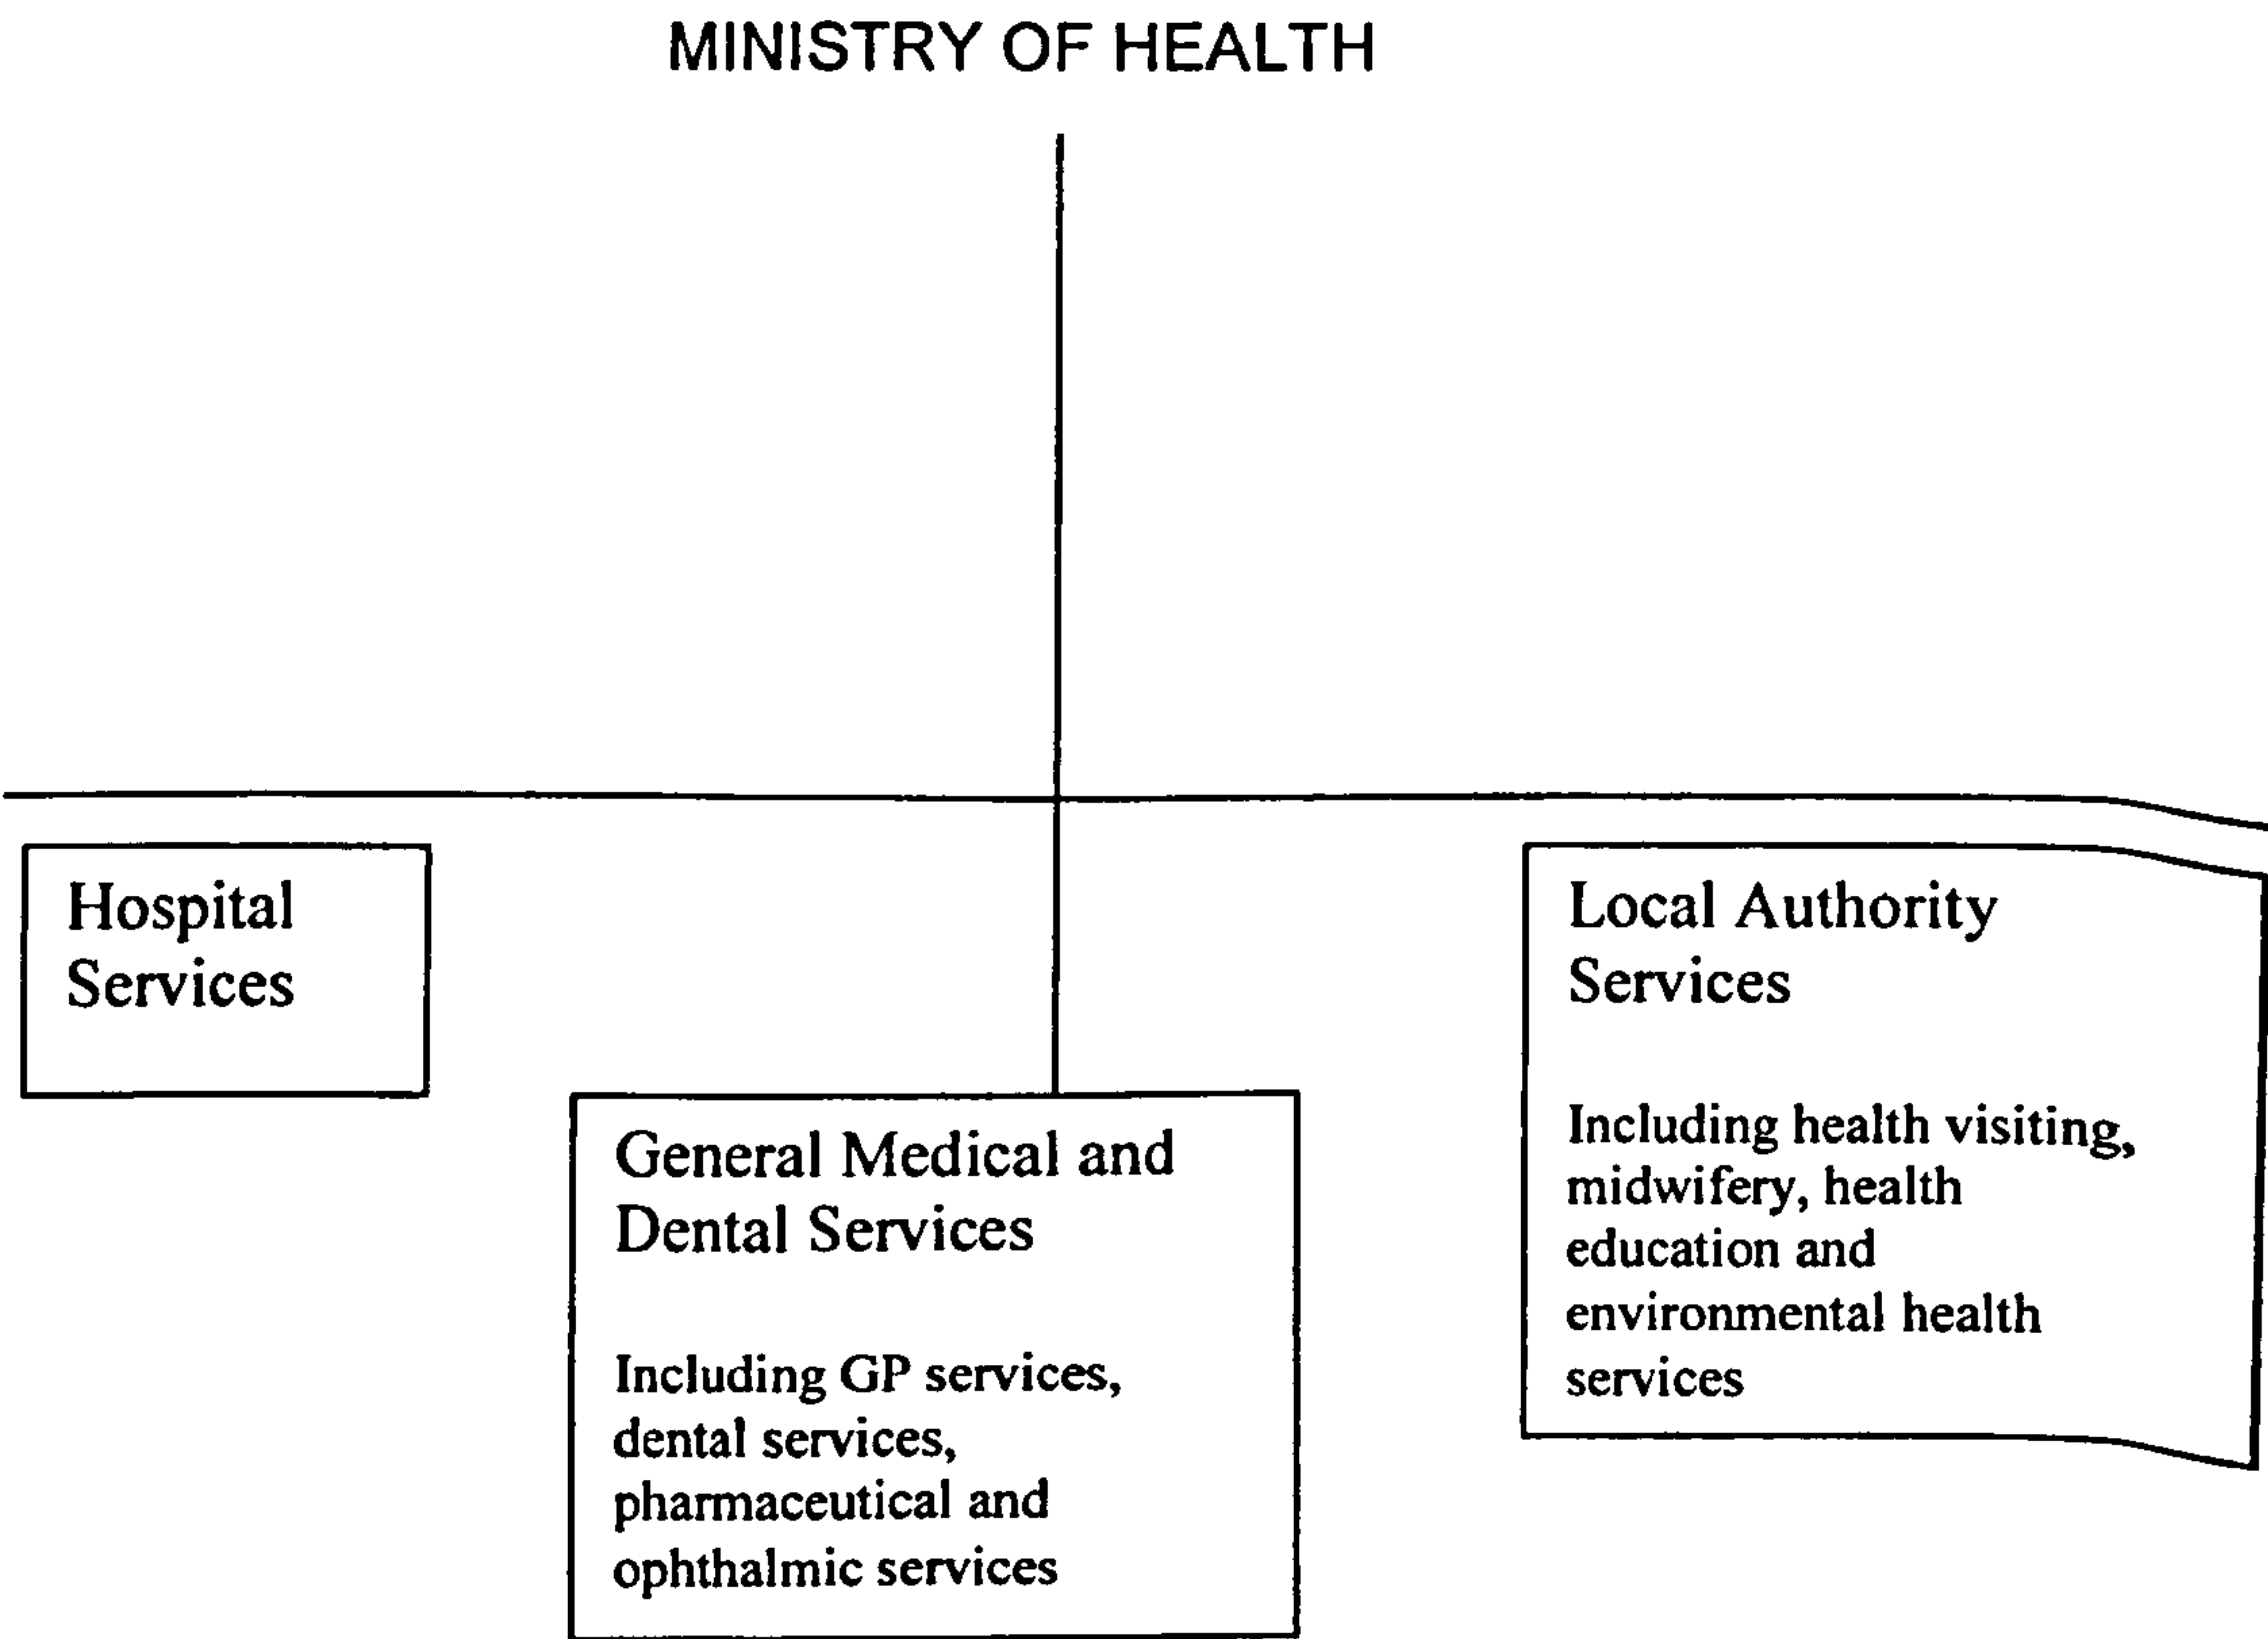 MINISTRY OF HEALTH
Hospital
Services
General Medical and
Dental Services
Including GP services,
dental services,
pharmaceutical and
ophthalmic services
Local Authority
Services
Including health visiting,
midwifery, health
education and
environmental health
services